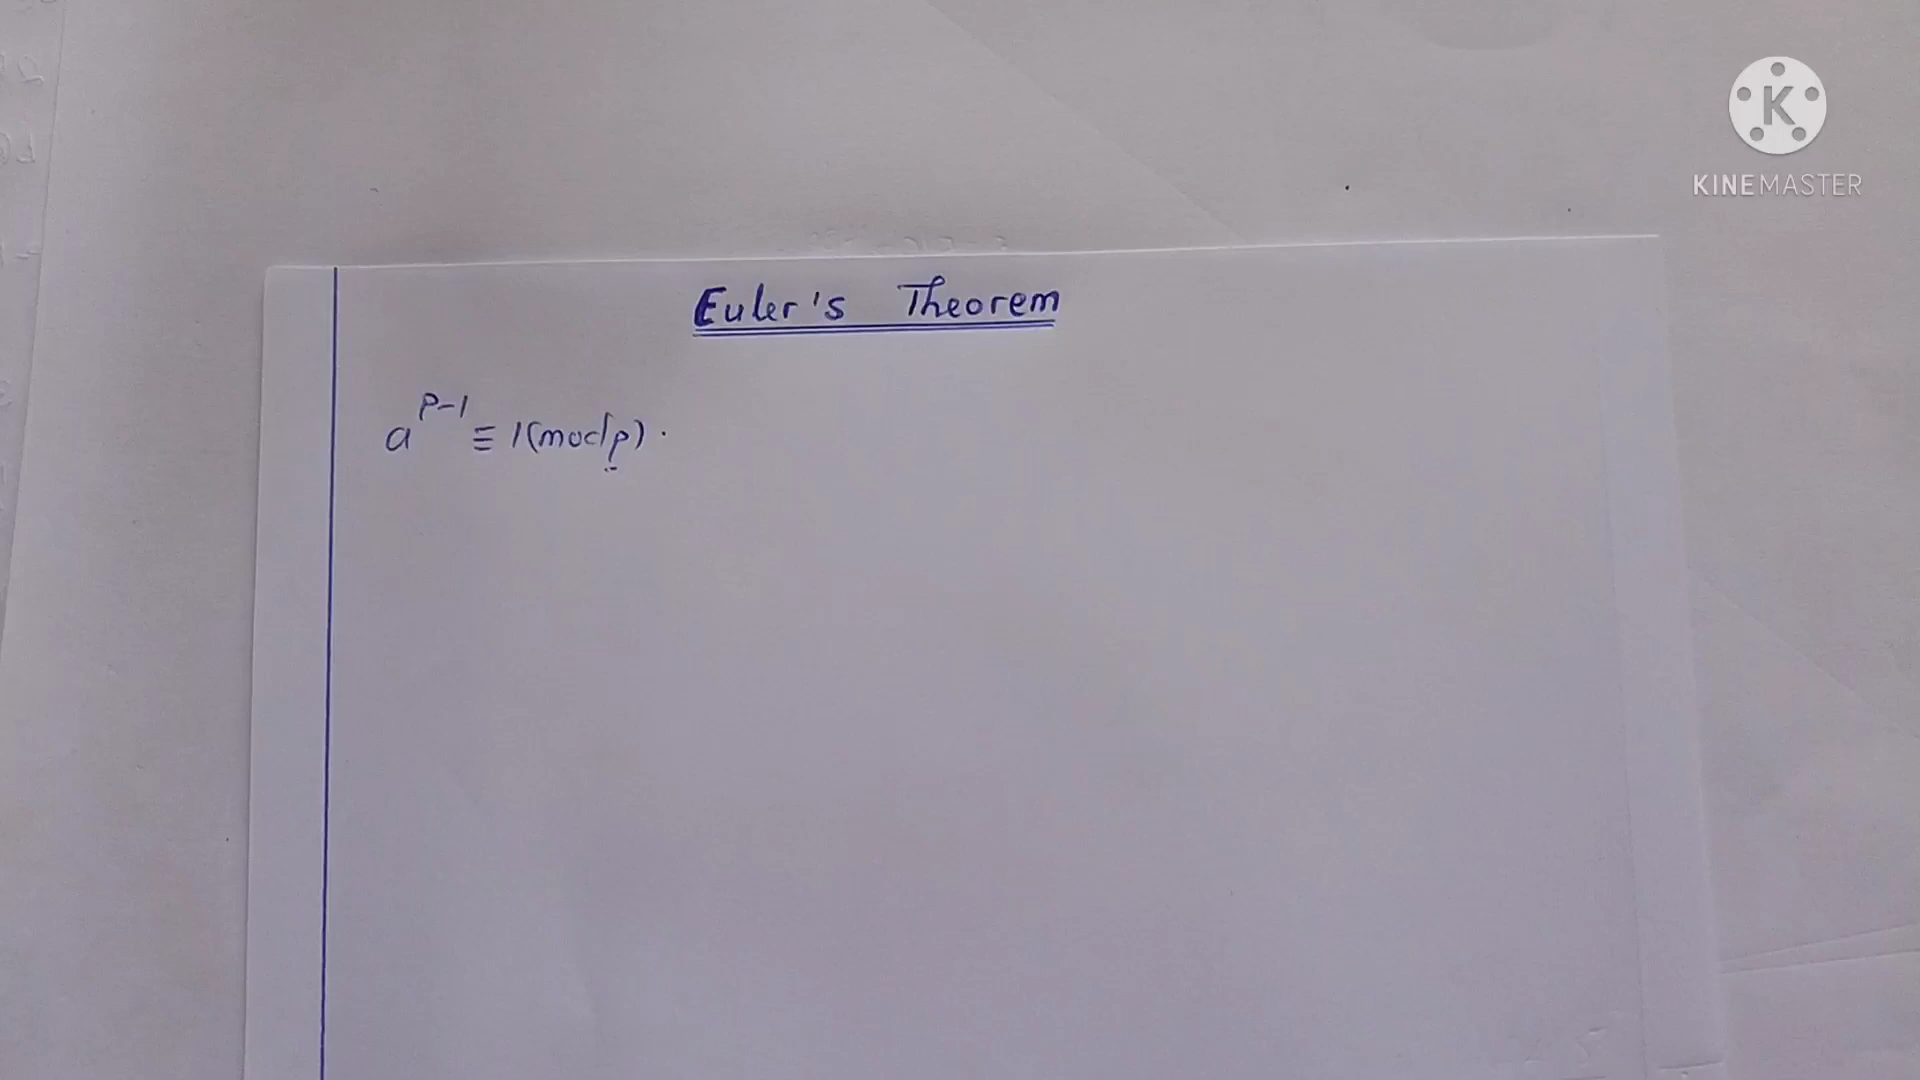 K
KINEMASTER
Euler's Theorem
a^{p-1} ≡ 1(mod p).